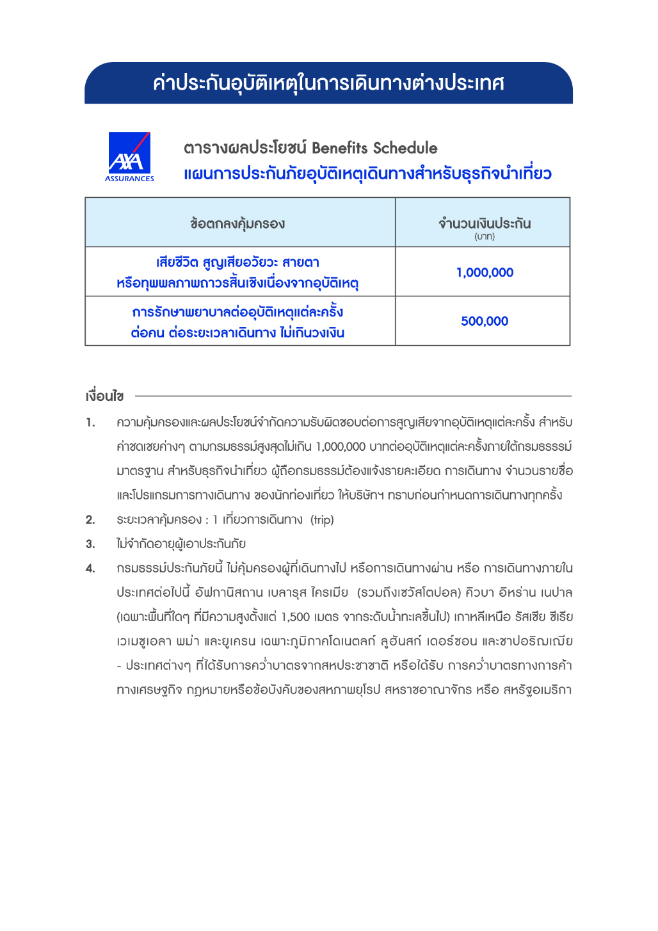 ค่าประกันอุบัติเหตุในการเดินทางต่างประเทศ
AXA
ASSURANCES
ตารางผลประโยชน์ Benefits Schedule
แผนการประกันภัยอุบัติเหตุเดินทางสำหรับธุรกิจนำเที่ยว
ข้อตกลงคุ้มครอง
จำนวนเงินประกัน
(บาท)
เสียชีวิต สูญเสียอวัยวะ สายตา
หรือทุพพลภาพถาวรสิ้นเชิงเนื่องจากอุบัติเหตุ
1,000,000
การรักษาพยาบาลต่ออุบัติเหตุแต่ละครั้ง
ต่อคน ต่อระยะเวลาเดินทาง ไม่เกินวงเงิน
500,000
เงื่อนไข
1. ความคุ้มครองและผลประโยชน์จำกัดความรับผิดชอบต่อการสูญเสียจากอุบัติเหตุแต่ละครั้ง สำหรับ
ค่าชดเชยค่างๆ ตามกรมธรรม์สูงสุดไม่เกิน 1,000,000 บาทต่ออุบัติเหตุแต่ละครั้งภายใต้กรมธรรรม์
มาตรฐาน สำหรับธุรกิจนำเที่ยว ผู้ถือกรมธรรม์ต้องแจ้งรายละเอียด การเดินทาง จำนวนรายชื่อ
และโปรแกรมการทางเดินทาง ของนักท่องเที่ยว ให้บริษัทฯ ทราบก่อนกำหนดการเดินทางทุกครั้ง
2. ระยะเวลาคุ้มครอง : 1 เที่ยวการเดินทาง (trip)
3. ไม่จำกัดอายุผู้เอาประกันภัย
4. กรมธรรม์ประกันภัยนี้ ไม่คุ้มครองผู้ที่เดินทางไป หรือการเดินทางผ่าน หรือ การเดินทางภายใน
ประเทศต่อไปนี้ อัฟกานิสถาน เบลารุส ไครเมีย (รวมถึงเซวัสโตปอล) คิวบา อิหร่าน เนปาล
(เฉพาะพื้นที่ใดๆ ที่มีความสูงตั้งแต่ 1,500 เมตร จากระดับน้ำทะเลขึ้นไป) เกาหลีเหนือ รัสเซีย ซีเรีย
เวเนซูเอลา พม่า และยูเครน เฉพาะภูมิภาคโดเนตสก์ ลูฮันสก์ เคอร์ซอน และซาปอริณเณีย
- ประเทศต่างๆ ที่ได้รับการคว่ำบาตรจากสหประชาชาติ หรือได้รับ การคว่ำบาตรทางการค้า
ทางเศรษฐกิจ กฎหมายหรือข้อบังคับของสหภาพยุโรป สหราชอาณาจักร หรือ สหรัฐอเมริกา